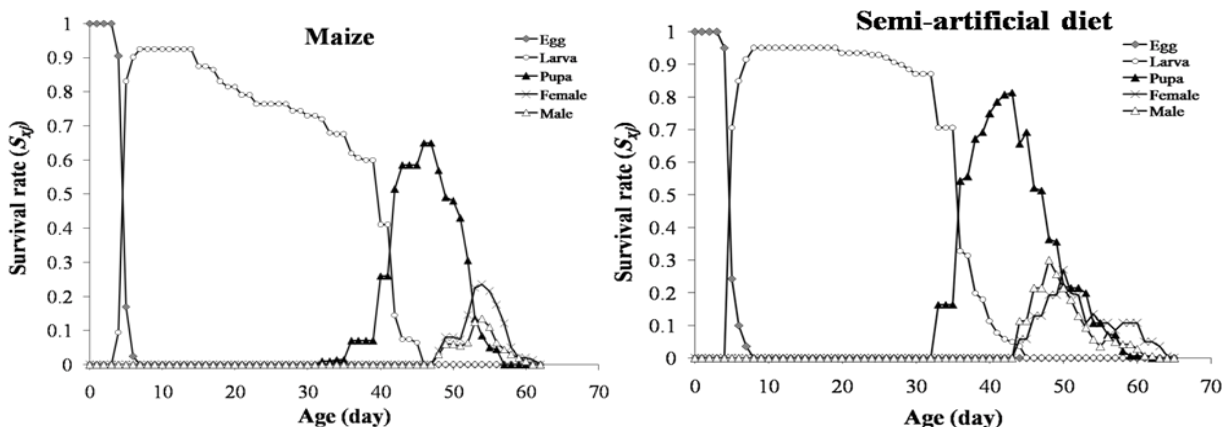 Maize
Egg
Larva
Pupa
Female
Male
1
0.9
0.8
0.7
0.6
0.5
0.4
0.3
0.2
0.1
0
Survival rate (Sxj)
0 10 20 30 40 50 60 70
Age (day)
Semi-artificial diet
Egg
Larva
Pupa
Female
Male
1
0.9
0.8
0.7
0.6
0.5
0.4
0.3
0.2
0.1
0
Survival rate (Sxj)
0 10 20 30 40 50 60 70
Age (day)